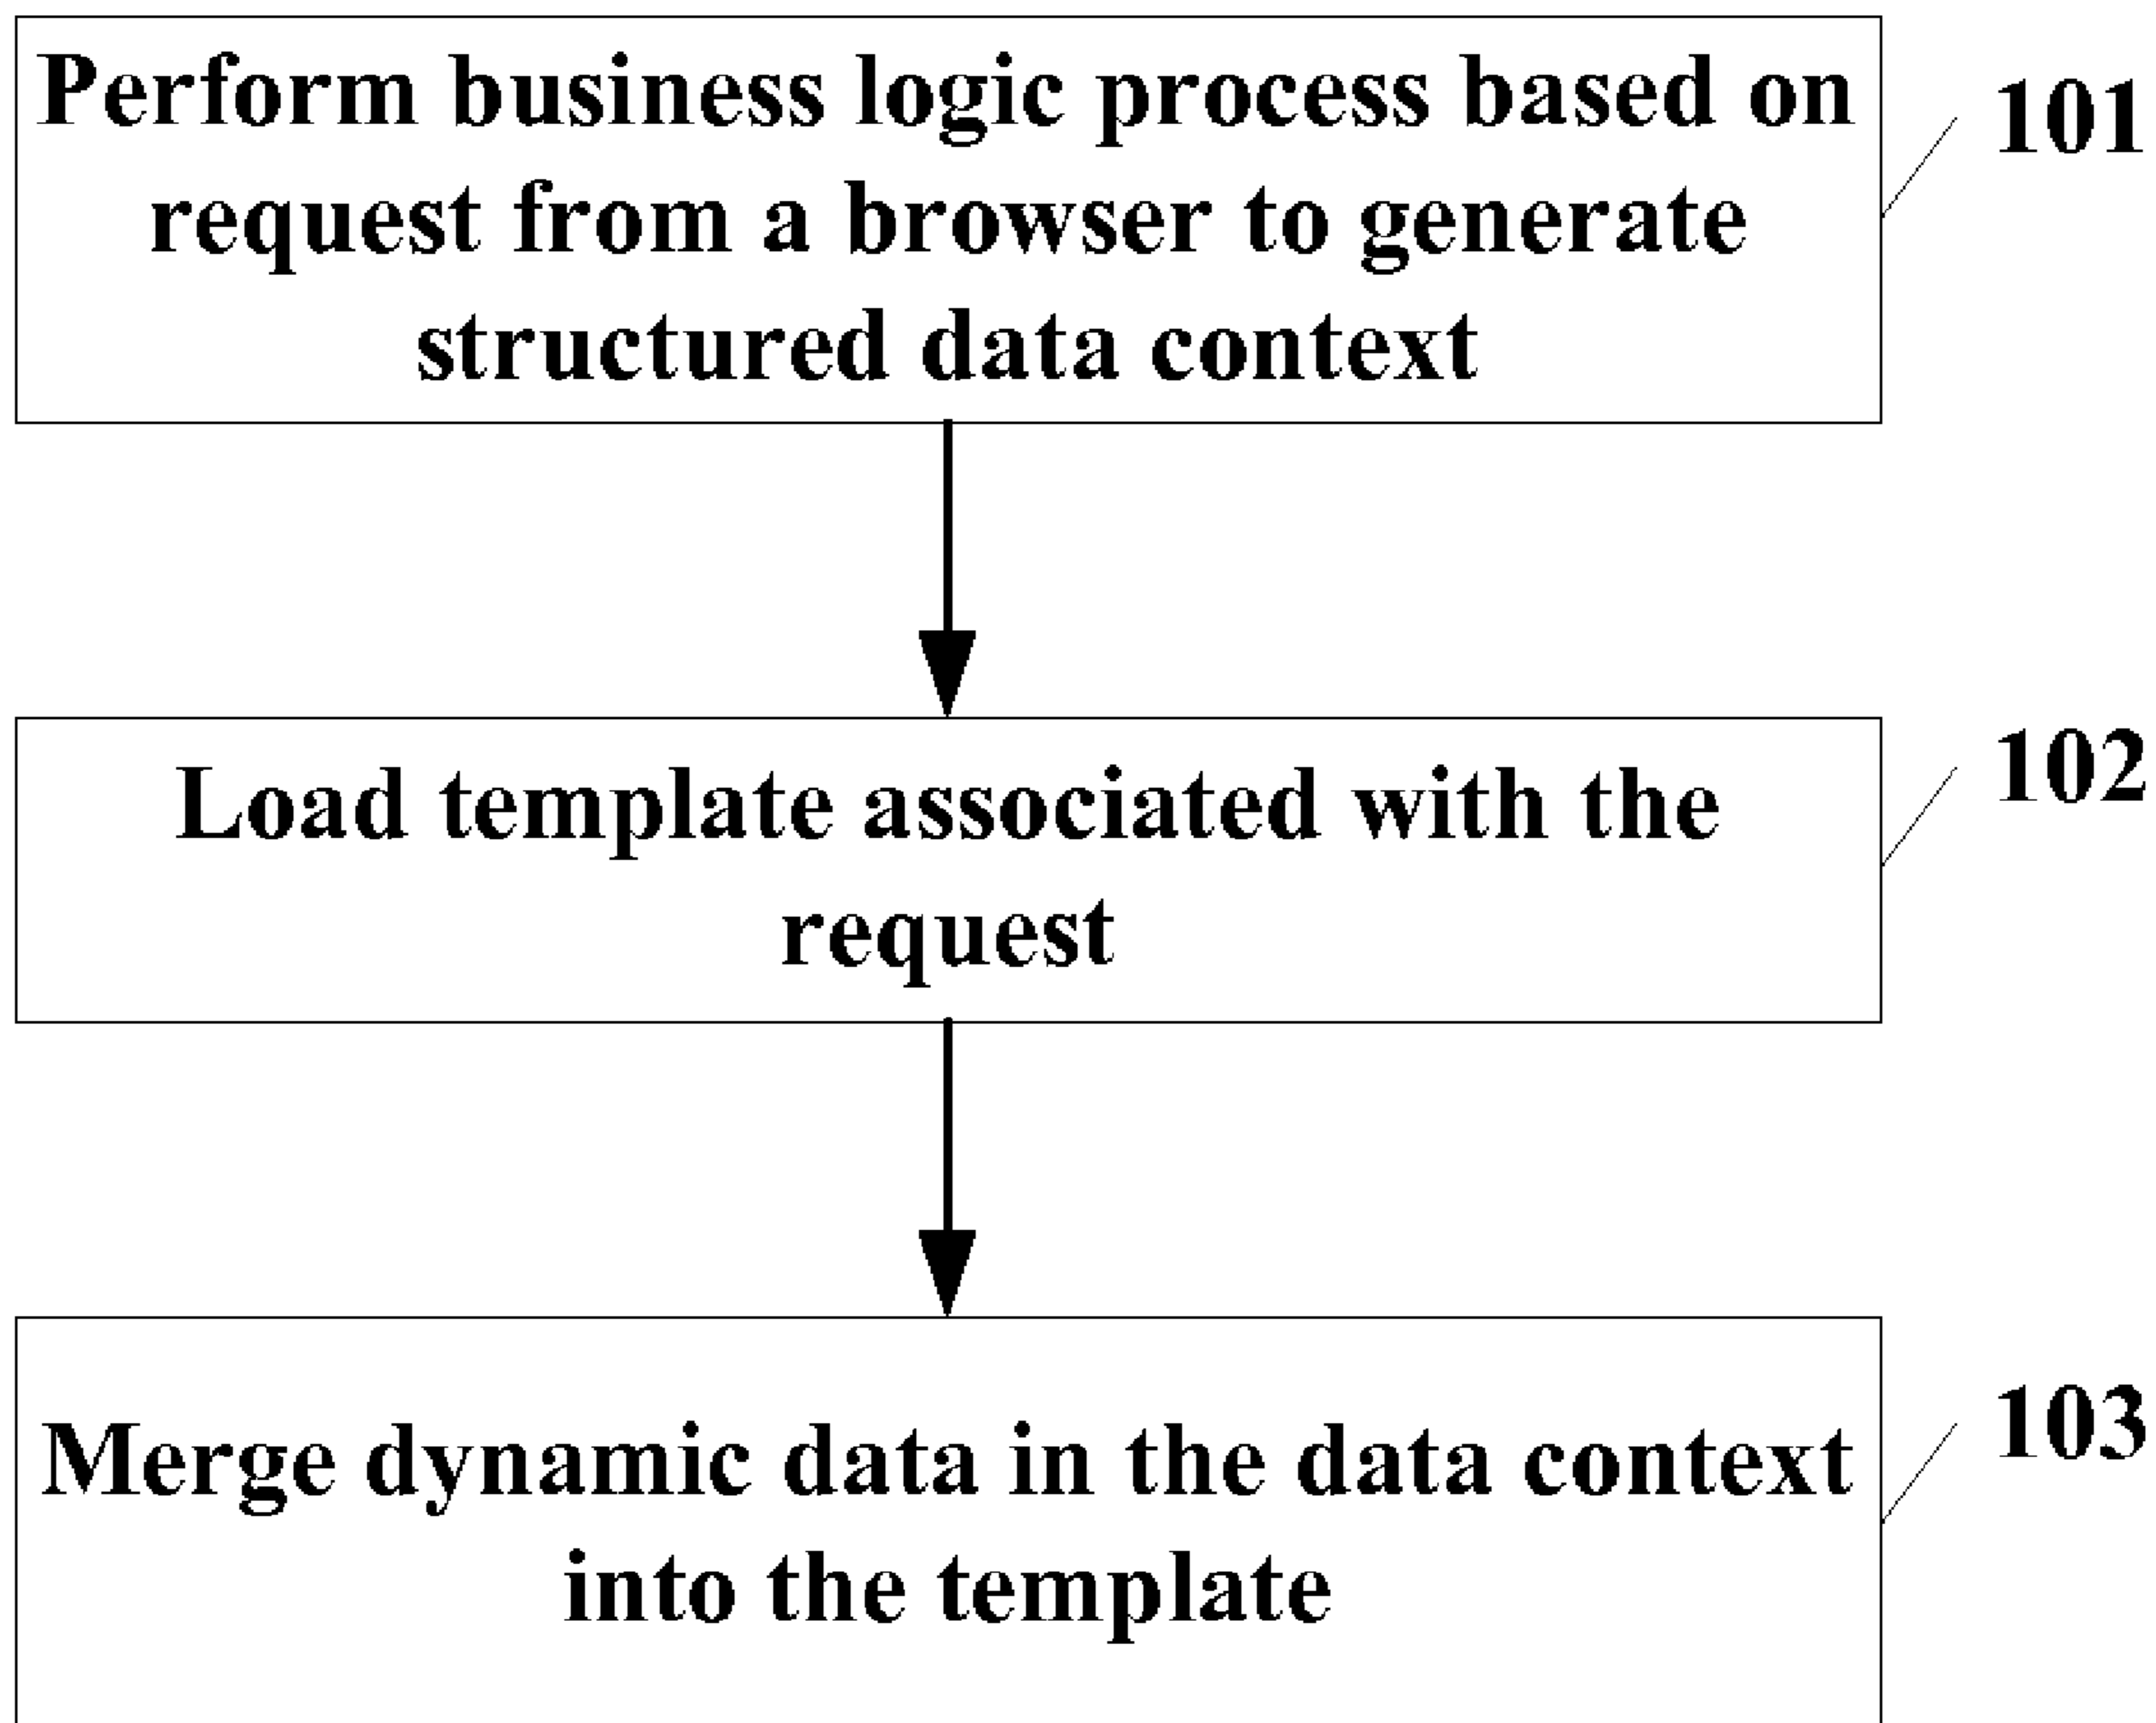 Perform business logic process based on
request from a browser to generate
structured data context
101
Load template associated with the
request
102
Merge dynamic data in the data context
into the template
103